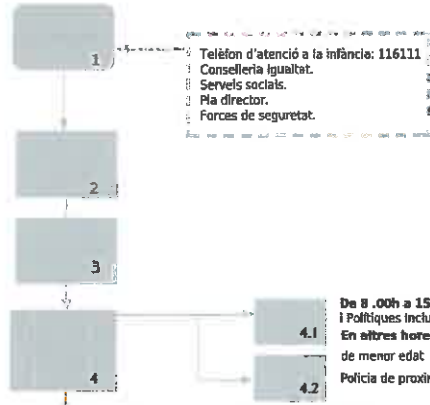 1
Telèfon d'atenció a la infància: 116111
Conselleria Igualtat.
Serveis socials.
Pla director.
Forces de seguretat.
2
3
4
4.1
De 8 .00h a 15
i Polítiques inclu
En altres hore
de menor edat
4.2
Policia de proxi